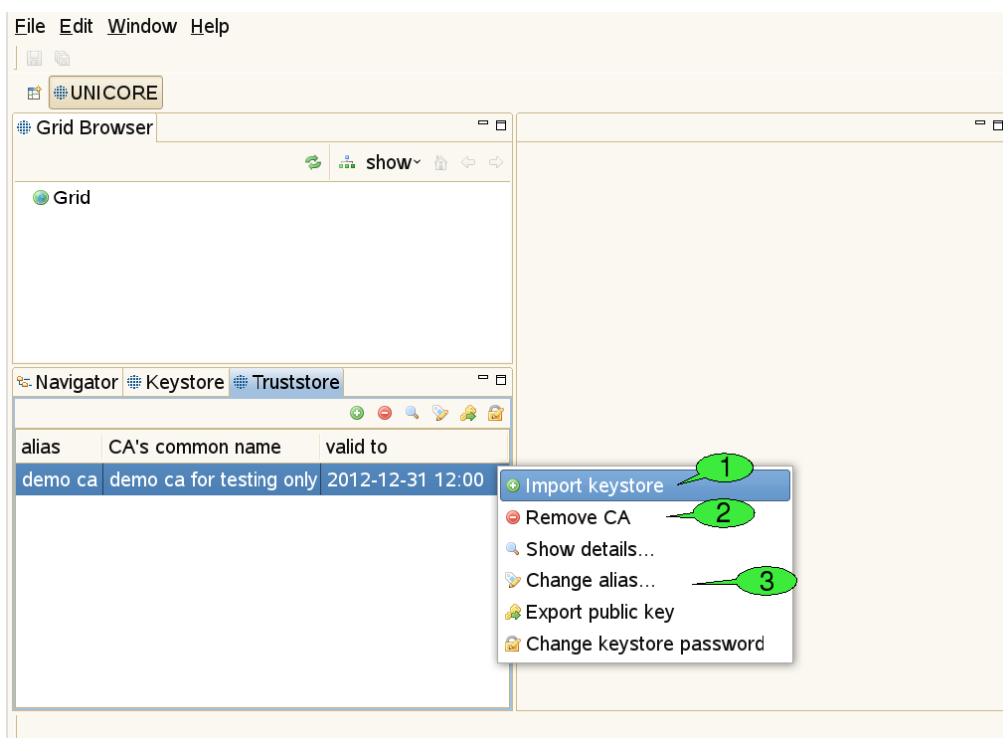 File Edit Window Help
UNICORE
Grid Browser
show
Grid
Navigator Keystore Truststore
alias CA's common name valid to
demo ca demo ca for testing only 2012-12-31 12:00
Import keystore 1
Remove CA 2
Show details...
Change alias... 3
Export public key
Change keystore password